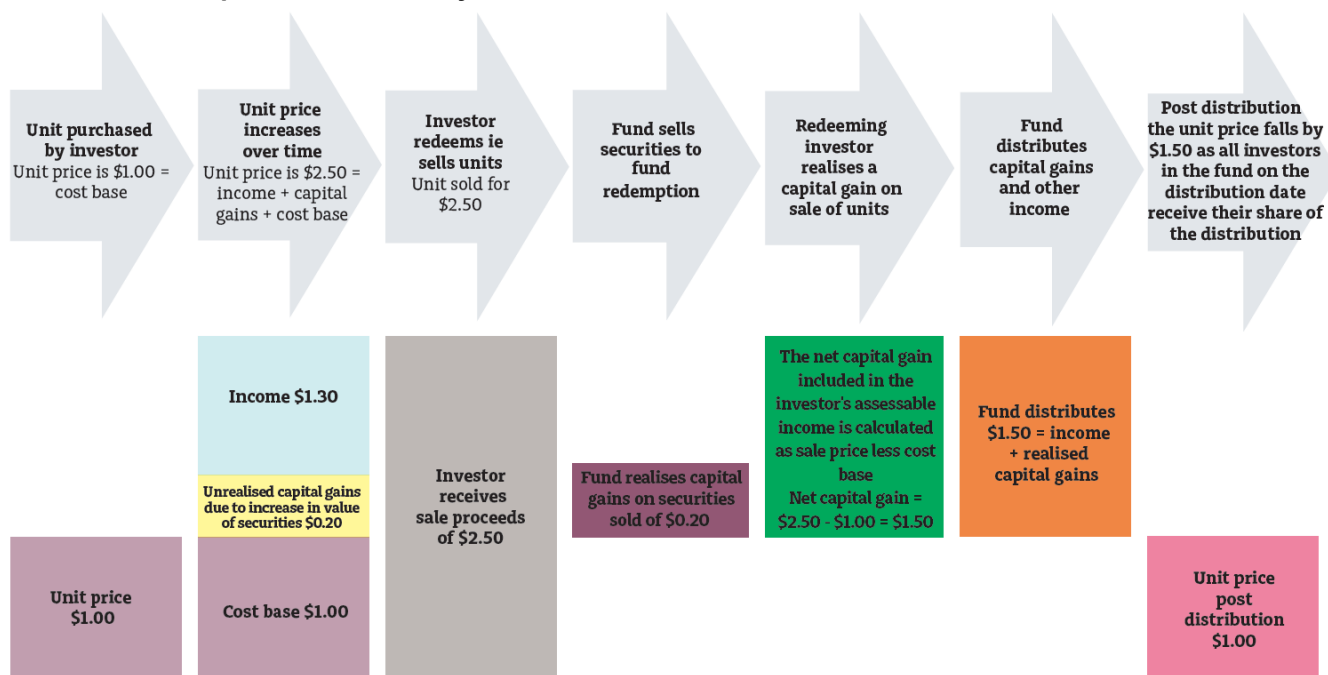 Unit purchased
by investor
Unit price is $1.00 =
cost base
Unit price
increases
over time
Unit price is $2.50 =
income + capital
gains + cost base
Investor
redeems ie
sells units
Unit sold for
$2.50
Fund sells
securities to
fund
redemption
Redeeming
investor
realises a
capital gain on
sale of units
Fund
distributes
capital gains
and other
income
Post distribution
the unit price falls by
$1.50 as all investors
in the fund on the
distribution date
receive their share of
the distribution
Unit price
$1.00
Income $1.30
Unrealised capital gains
due to increase in value
of securities $0.20
Cost base $1.00
Investor
receives
sale proceeds
of $2.50
Fund realises capital
gains on securities
sold of $0.20
The net capital gain
included in the
investor's assessable
income is calculated
as sale price less cost
base
Net capital gain =
$2.50 - $1.00 = $1.50
Fund distributes
$1.50 = income
+ realised
capital gains
Unit price
post
distribution
$1.00